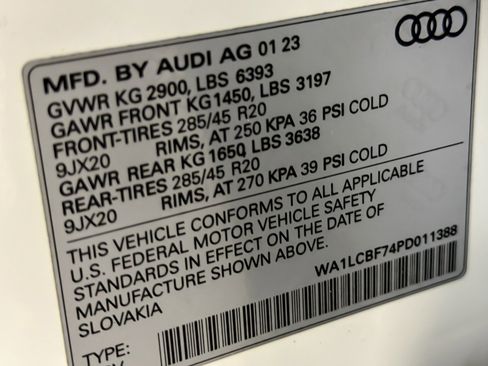 MFD. BY AUDI AG 01 23
GVWR KG 2900, LBS 6393
GAWR FRONT KG1450, LBS 3197
FRONT-TIRES 285/45 R20
9JX20 RIMS, AT 250 KPA 36 PSI COLD
GAWR REAR KG 1650, LBS 3638
REAR-TIRES 285/45 R20
9JX20 RIMS, AT 270 KPA 39 PSI COLD
THIS VEHICLE CONFORMS TO ALL APPLICABLE
U.S. FEDERAL MOTOR VEHICLE SAFETY
STANDARDS IN EFFECT ON THE DATE OF
MANUFACTURE SHOWN ABOVE.
SLOVAKIA
WA1LCBF74PD011388
TYPE: